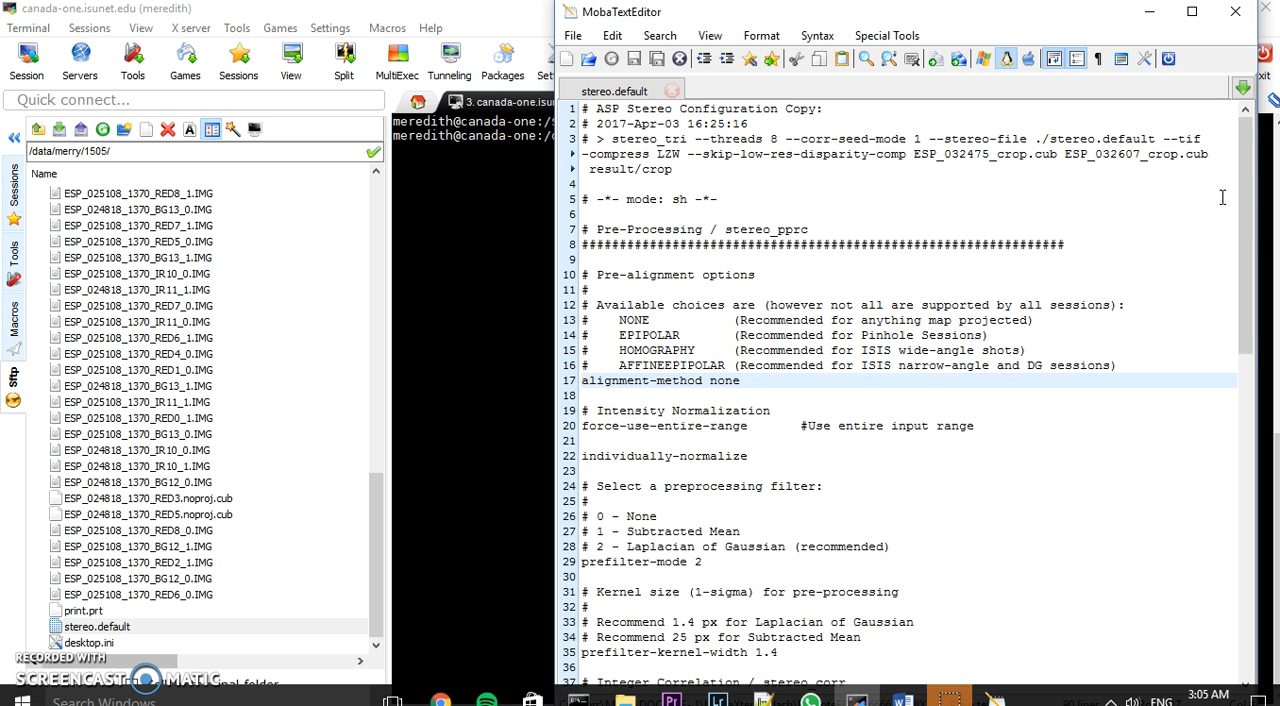 canada-one.isunet.edu (meredith)
Terminal Sessions View X server Tools Games Settings Macros Help
Session Servers Tools Games Sessions View Split MultiExec Tunneling Packages
Quick connect...
3. canada-one.isun
/data/merry/1505/
Name
ESP_025108_1370_RED8_1.IMG
ESP_024818_1370_BG13_0.IMG
ESP_025108_1370_RED7_1.IMG
ESP_025108_1370_RED5_0.IMG
ESP_025108_1370_BG13_1.IMG
ESP_025108_1370_IR10_0.IMG
ESP_024818_1370_IR11_1.IMG
ESP_025108_1370_RED7_0.IMG
ESP_025108_1370_IR11_0.IMG
ESP_025108_1370_RED6_1.IMG
ESP_024818_1370_RED4_0.IMG
ESP_025108_1370_RED1_0.IMG
ESP_024818_1370_BG13_1.IMG
ESP_025108_1370_IR11_1.IMG
ESP_025108_1370_RED0_1.IMG
ESP_025108_1370_BG13_0.IMG
ESP_024818_1370_IR10_0.IMG
ESP_024818_1370_IR10_1.IMG
ESP_024818_1370_BG12_0.IMG
ESP_024818_1370_RED3.noproj.cub
ESP_024818_1370_RED5.noproj.cub
ESP_025108_1370_RED8_0.IMG
ESP_025108_1370_BG12_1.IMG
ESP_025108_1370_RED2_1.IMG
ESP_025108_1370_BG12_0.IMG
ESP_025108_1370_RED6_0.IMG
print.prt
stereo.default
desktop.ini
Sessions
Tools
Macros
Sftp
meredith@canada-one:/
meredith@canada-one:/
MobaTextEditor
File Edit Search View Format Syntax Special Tools
stereo.default
1 # ASP Stereo Configuration Copy:
2 # 2017-Apr-03 16:25:16
3 # > stereo_tri --threads 8 --corr-seed-mode 1 --stereo-file ./stereo.default --tif
-compress LZW --skip-low-res-disparity-comp ESP_032475_crop.cub ESP_032607_crop.cub
result/crop
4
5 # -*- mode: sh -*-
6
7 # Pre-Processing / stereo_pprc
8 ################################################################
9
10 # Pre-alignment options
11 #
12 # Available choices are (however not all are supported by all sessions):
13 # NONE (Recommended for anything map projected)
14 # EPIPOLAR (Recommended for Pinhole Sessions)
15 # HOMOGRAPHY (Recommended for ISIS wide-angle shots)
16 # AFFINEEPIPOLAR (Recommended for ISIS narrow-angle and DG sessions)
17 alignment-method none
18
19 # Intensity Normalization
20 force-use-entire-range #Use entire input range
21
22 individually-normalize
23
24 # Select a preprocessing filter:
25 #
26 # 0 - None
27 # 1 - Subtracted Mean
28 # 2 - Laplacian of Gaussian (recommended)
29 prefilter-mode 2
30
31 # Kernel size (1-sigma) for pre-processing
32 #
33 # Recommend 1.4 px for Laplacian of Gaussian
34 # Recommend 25 px for Subtracted Mean
35 prefilter-kernel-width 1.4
36
37 # Integer Correlation / stereo_corr
RECORDED WITH
SCREENCAST MATIC
Search Windows
ENG
3:05 AM